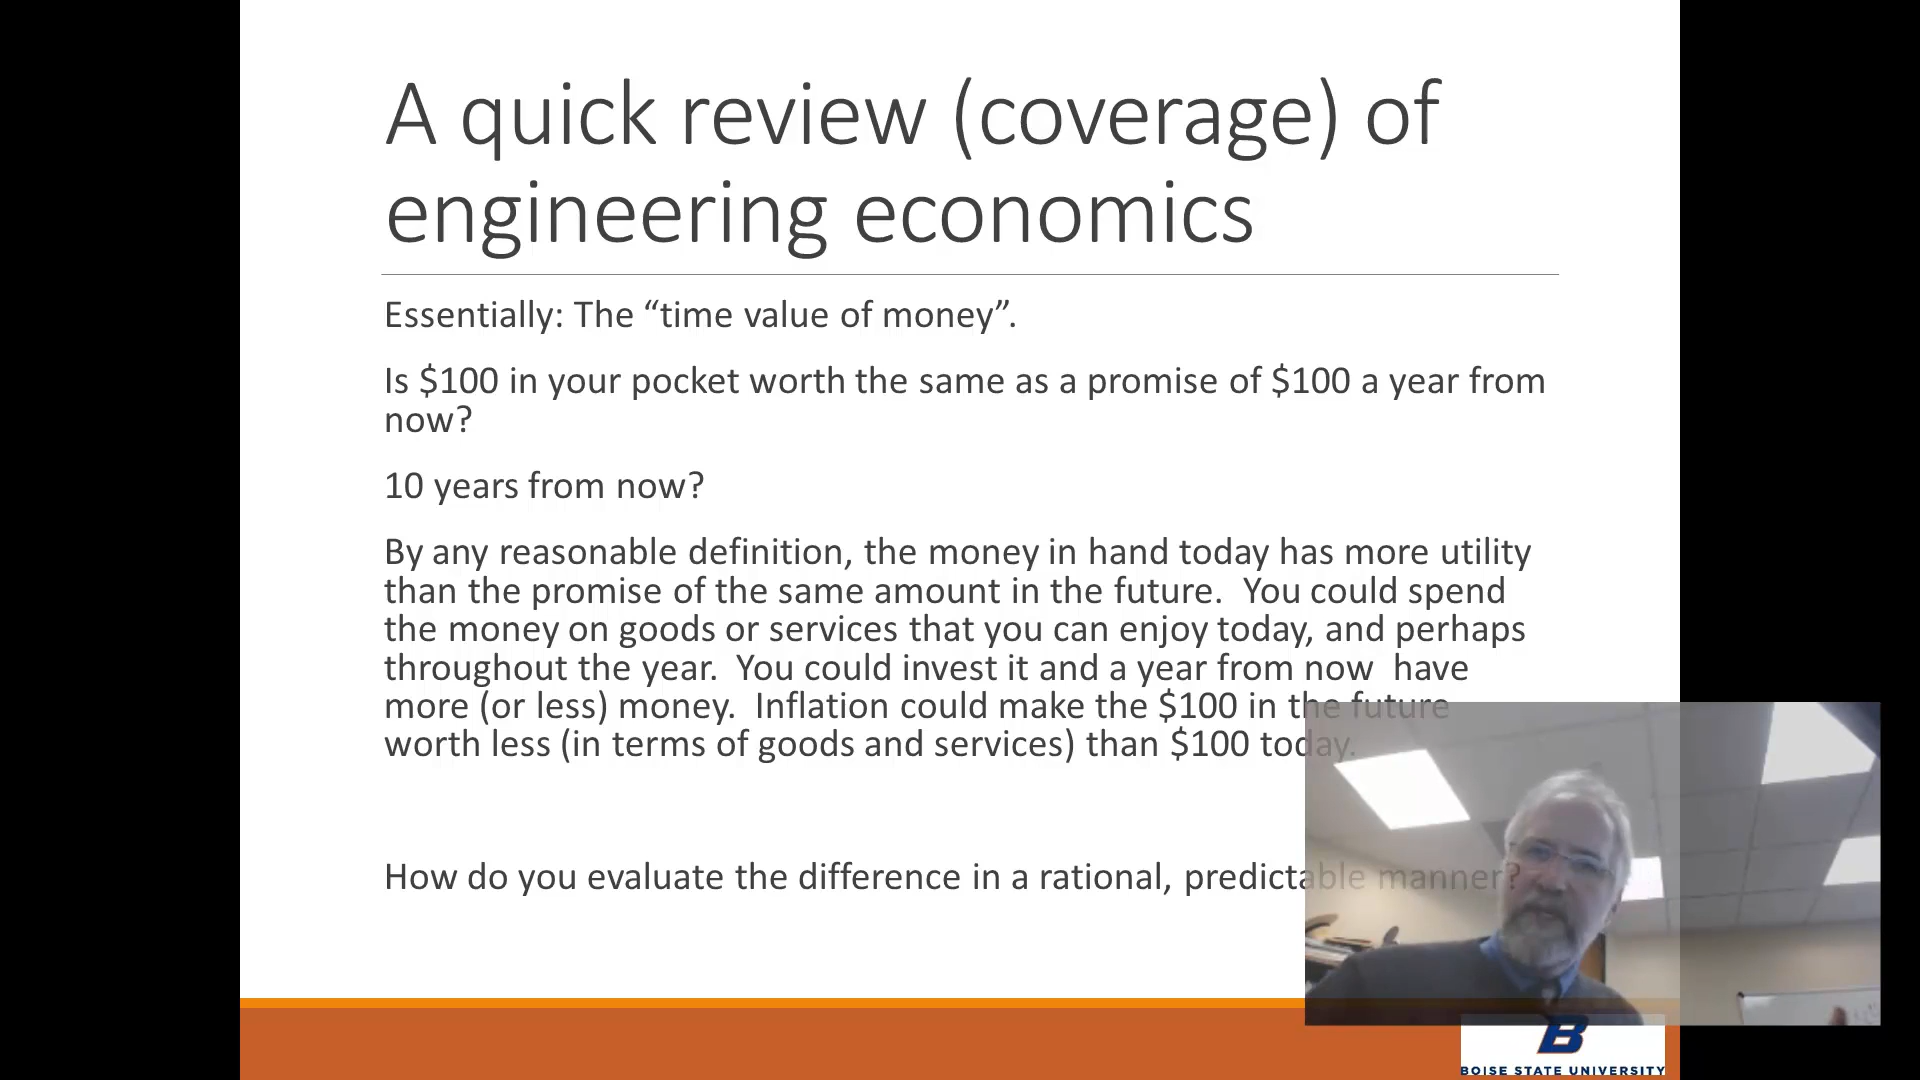 A quick review (coverage) of
engineering economics
Essentially: The “time value of money”.
Is $100 in your pocket worth the same as a promise of $100 a year from
now?
10 years from now?
By any reasonable definition, the money in hand today has more utility
than the promise of the same amount in the future.  You could spend
the money on goods or services that you can enjoy today, and perhaps
throughout the year.  You could invest it and a year from now  have
more (or less) money.  Inflation could make the $100 in the future
worth less (in terms of goods and services) than $100 today.
How do you evaluate the difference in a rational, predictable manner?
B
BOISE STATE UNIVERSITY